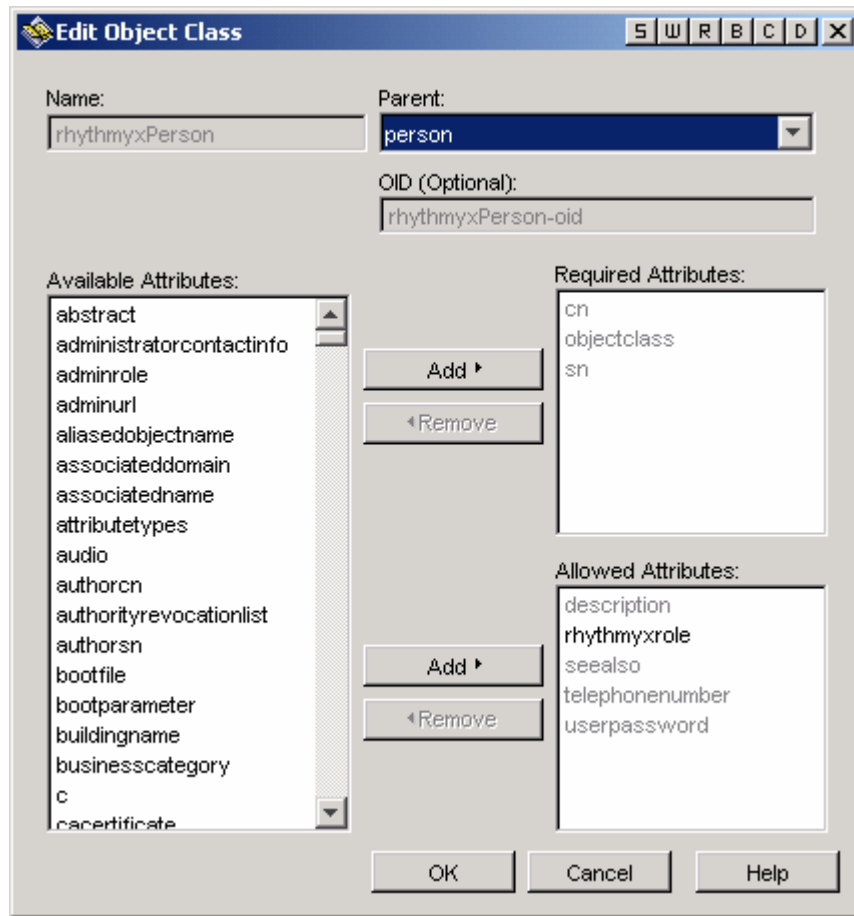 Edit Object Class
S W R B C D X
Name:
Parent:
rhythmyxPerson
person
OID (Optional):
rhythmyxPerson-oid
Available Attributes:
Required Attributes:
abstract
administratorcontactinfo
adminrole
adminurl
aliasedobjectname
associateddomain
associatedname
attributetypes
audio
authorcn
authorityrevocationlist
authorsn
bootfile
bootparameter
buildingname
businesscategory
c
cacertificate
Add
Remove
cn
objectclass
sn
Allowed Attributes:
Add
Remove
description
rhythmyxrole
seealso
telephonenumber
userpassword
OK
Cancel
Help